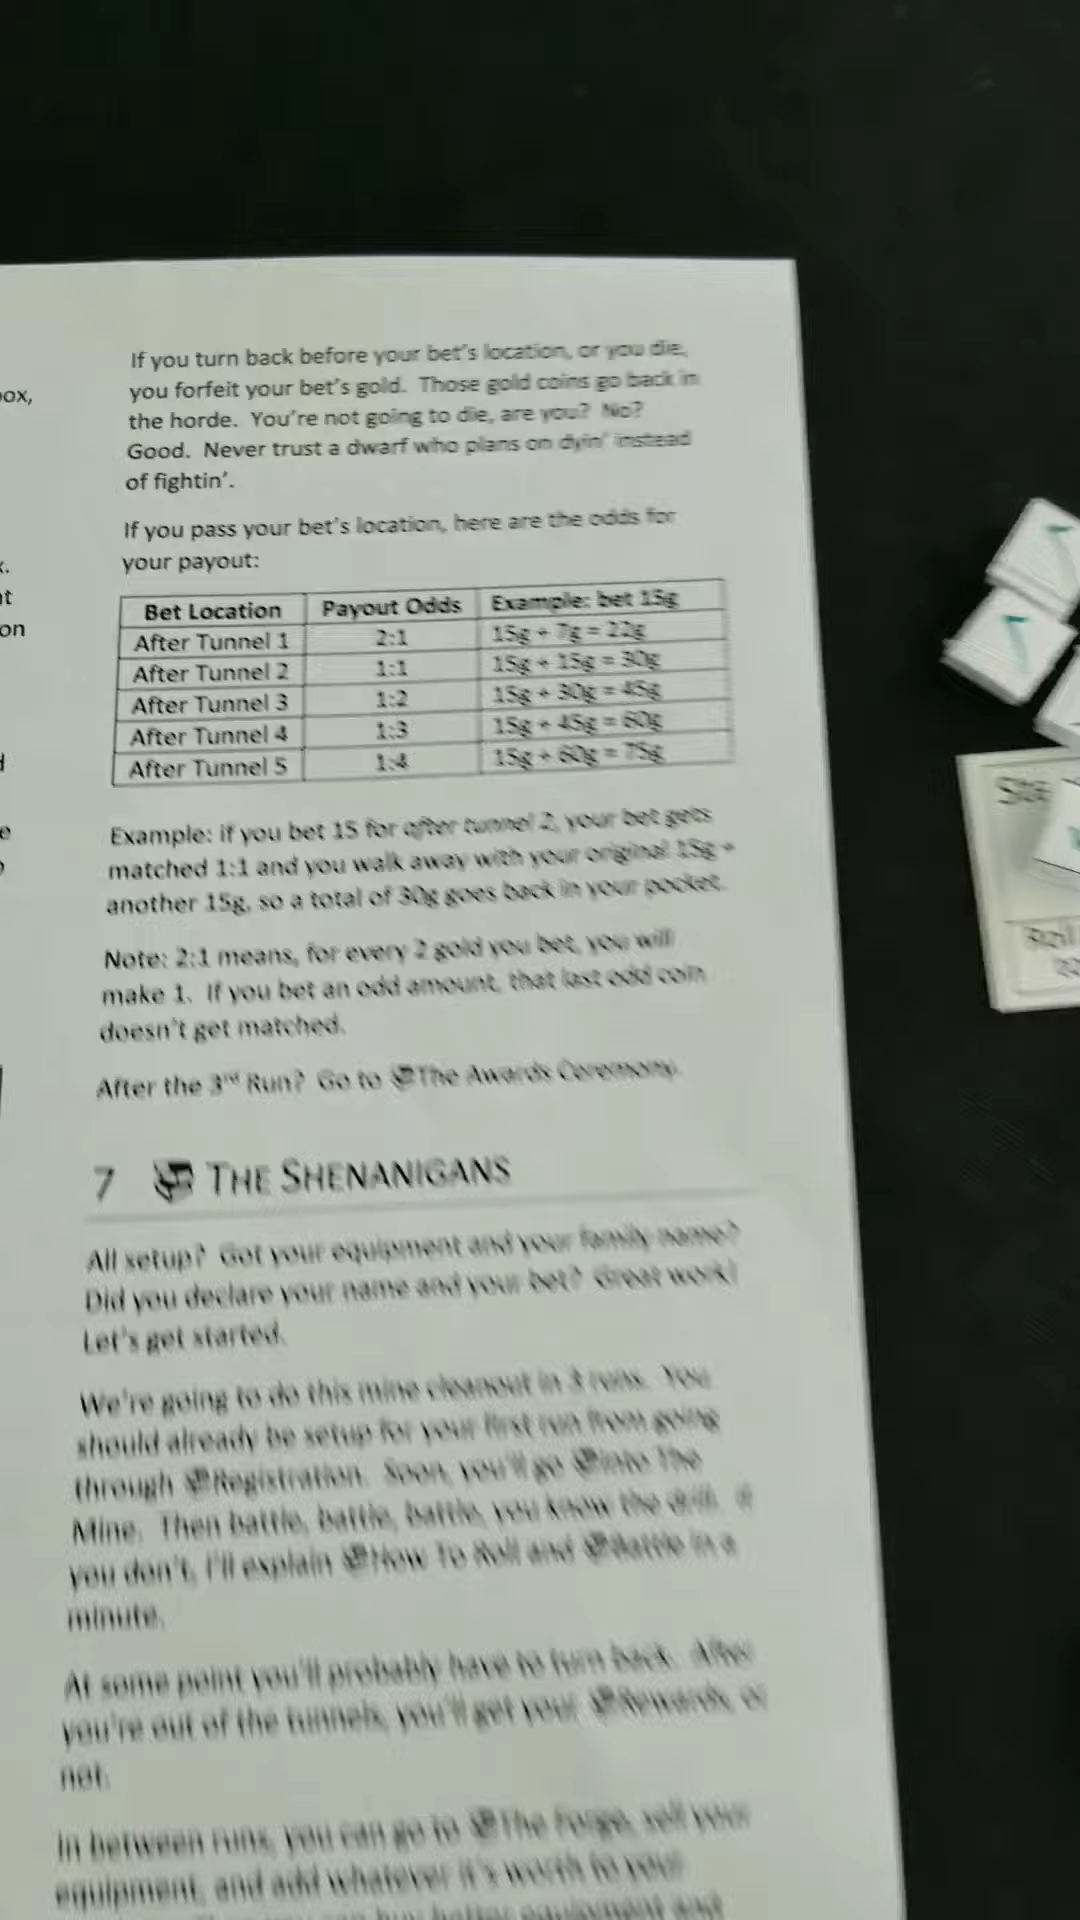 ox,
on
If you turn back before your bet's location, or you die,
you forfeit your bet's gold. Those gold coins go back in
the horde. You're not going to die, are you? No?
Good. Never trust a dwarf who plans on dyin' instead
of fightin'.
If you pass your bet's location, here are the odds for
your payout:
Bet Location Payout Odds Example: bet 15g
After Tunnel 1 2:1 15g + 7g = 22g
After Tunnel 2 1:1 15g + 15g = 30g
After Tunnel 3 1:2 15g + 30g = 45g
After Tunnel 4 1:3 15g + 45g = 60g
After Tunnel 5 1:4 15g + 60g = 75g
Example: if you bet 15 for after tunnel 2, your bet gets
matched 1:1 and you walk away with your original 15g +
another 15g, so a total of 30g goes back in your pocket.
Note: 2:1 means, for every 2 gold you bet, you will
make 1. If you bet an odd amount, that last odd coin
doesn't get matched.
After the 3rd Run? Go to The Awards Ceremony.
7 THE SHENANIGANS
All setup? Got your equipment and your family name?
Did you declare your name and your bet? Great work!
Let's get started.
We're going to do this mine cleanout in 3 runs. You
should already be setup for your first run from going
through Registration. Soon, you'll go Into The
Mine. Then battle, battle, battle, you know the drill. If
you don't, I'll explain How To Roll and Battle in a
minute.
At some point you'll probably have to turn back. After
you're out of the tunnels, you'll get your Rewards, or
not.
In between runs, you can go to The Forge, sell your
equipment, and add whatever it's worth to your